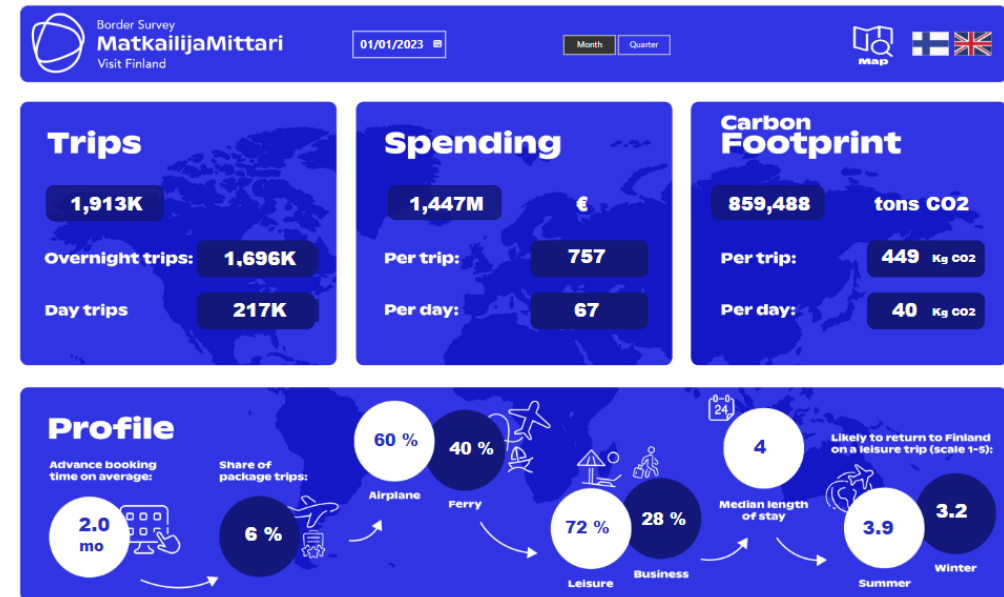 Border Survey
MatkailijaMittari
Visit Finland
01/01/2023
Month
Quarter
Map
Trips
1,913K
Overnight trips: 1,696K
Day trips 217K
Spending
1,447M €
Per trip: 757
Per day: 67
Carbon
Footprint
859,488 tons CO2
Per trip: 449 Kg CO2
Per day: 40 Kg CO2
Profile
Advance booking
time on average:
2.0
mo
Share of
package trips:
6 %
60 %
Airplane
40 %
Ferry
72 %
Leisure
28 %
Business
24
4
Median length
of stay
Likely to return to Finland
on a leisure trip (scale 1-5):
3.9
Summer
3.2
Winter